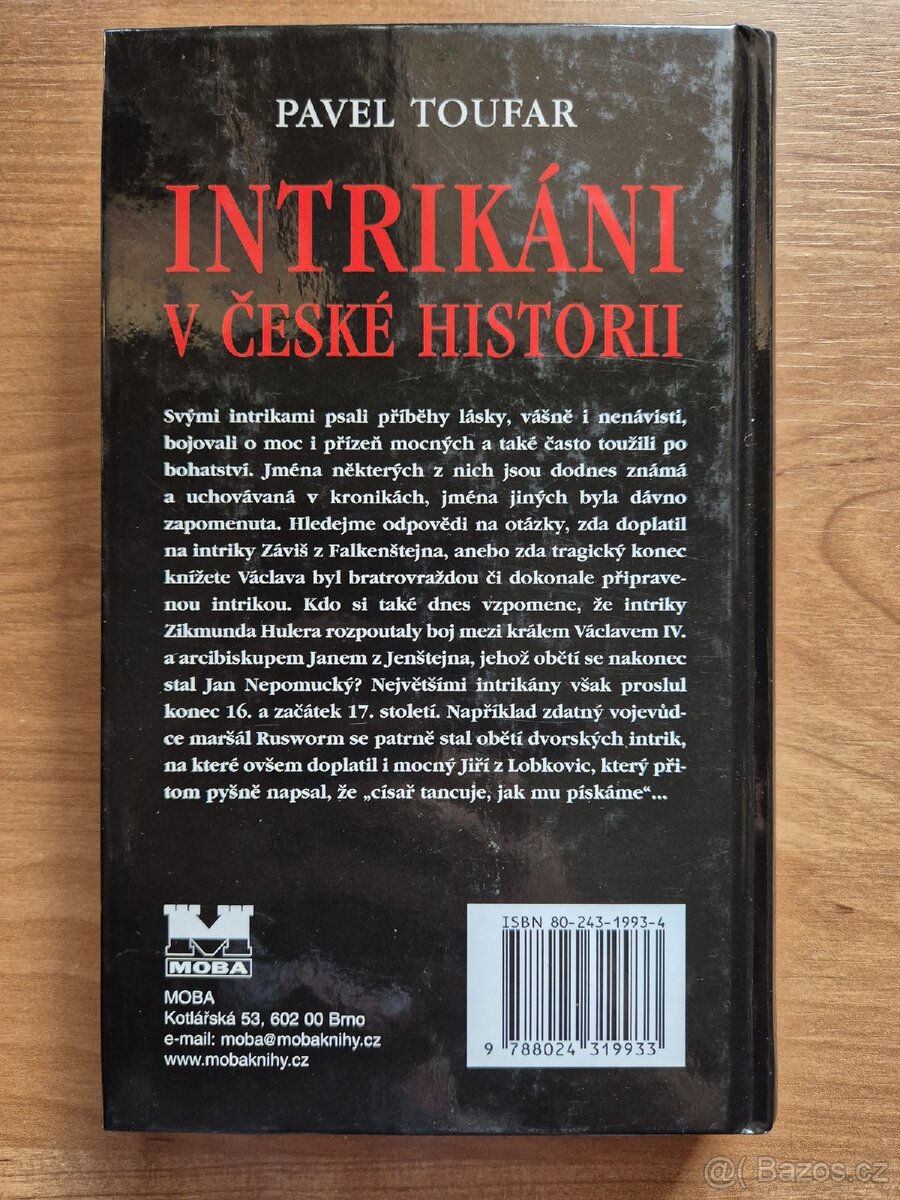 PAVEL TOUFAR
INTRIKÁNI
V ČESKÉ HISTORII
Svými intrikami psali příběhy lásky, vášně i nenávisti,
bojovali o moc i přízeň mocných a také často toužili po
bohatství. Jména některých z nich jsou dodnes známá
a uchovávaná v kronikách, jména jiných byla dávno
zapomenuta. Hledejme odpovědi na otázky, zda doplatil
na intriky Záviš z Falkenštejna, anebo zda tragický konec
knížete Václava byl bratrovraždou či dokonale připrave-
nou intrikou. Kdo si také dnes vzpomene, že intriky
Zikmunda Hulera rozpoutaly boj mezi králem Václavem IV.
a arcibiskupem Janem z Jenštejna, jehož obětí se nakonec
stal Jan Nepomucký? Největšími intrikány však proslul
konec 16. a začátek 17. století. Například zdatný vojevůd-
ce maršál Rusworm se patrně stal obětí dvorských intrik,
na které ovšem doplatil i mocný Jiří z Lobkovic, který při-
tom pyšně napsal, že „císař tancuje, jak mu pískáme“...
MOBA
MOBA
Kotlářská 53, 602 00 Brno
e-mail: moba@mobaknihy.cz
www.mobaknihy.cz
ISBN 80-243-1993-4
9 788024 319933
@( Bazos.cz